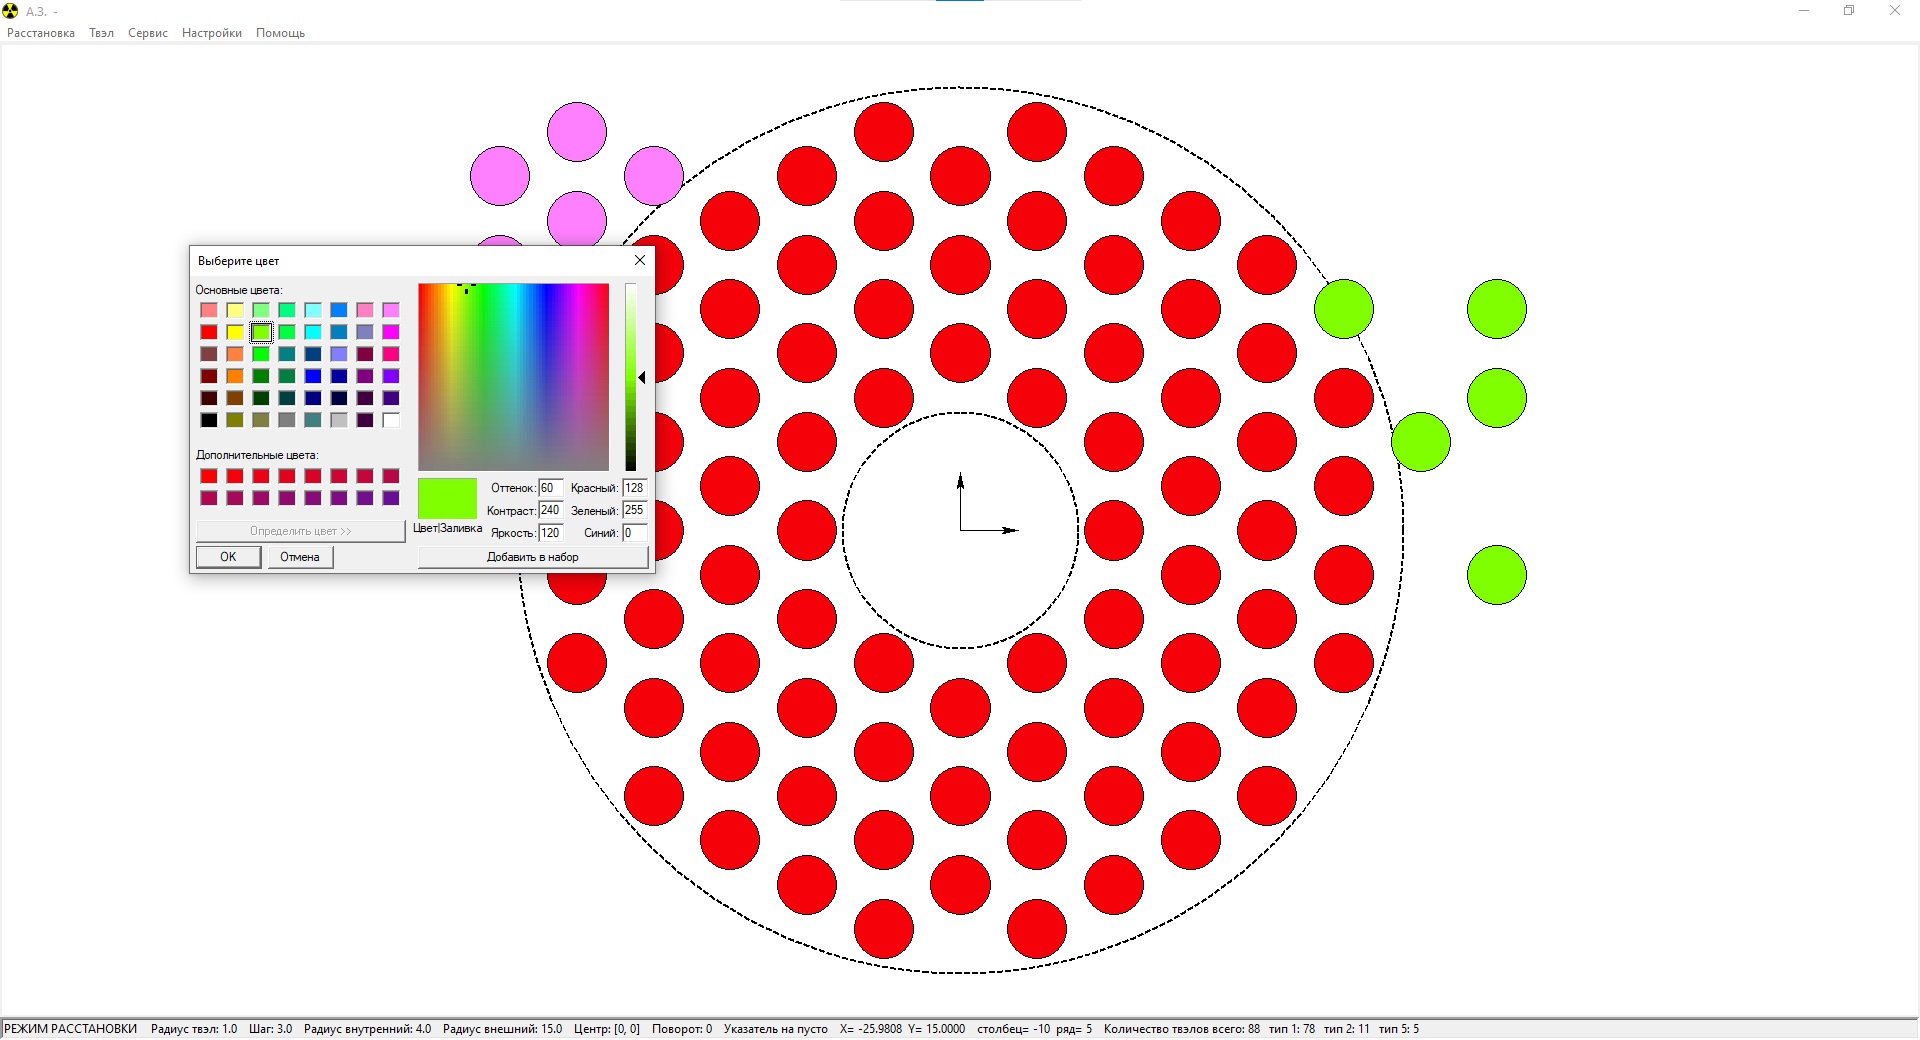 А.З. -
Расстановка Твэл Сервис Настройки Помощь
Выберите цвет
Основные цвета:
Дополнительные цвета:
Определить цвет >>
OK Отмена
Цвет|Заливка
Оттенок: 60 Красный: 128
Контраст: 240 Зеленый: 255
Яркость: 120 Синий: 0
Добавить в набор
РЕЖИМ РАССТАНОВКИ Радиус твэл: 1.0 Шаг: 3.0 Радиус внутренний: 4.0 Радиус внешний: 15.0 Центр: [0, 0] Поворот: 0 Указатель на пусто X= -25.9808 Y= 15.0000 столбец= -10 ряд= 5 Количество твэлов всего: 88 тип 1: 78 тип 2: 11 тип 5: 5